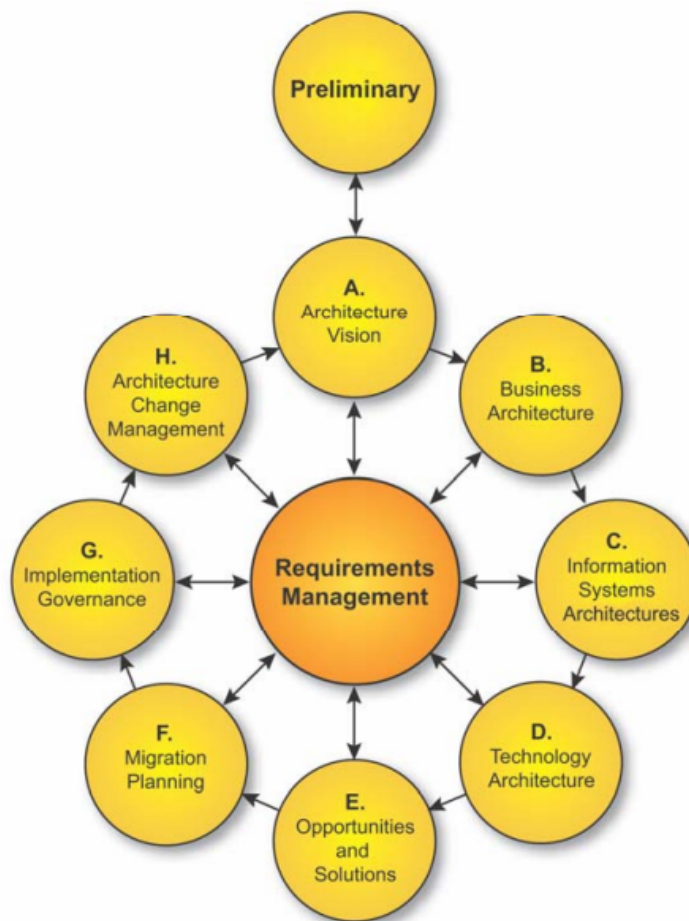 Preliminary
A.
Architecture
Vision
B.
Business
Architecture
C.
Information
Systems
Architectures
D.
Technology
Architecture
E.
Opportunities
and
Solutions
F.
Migration
Planning
G.
Implementation
Governance
H.
Architecture
Change
Management
Requirements
Management